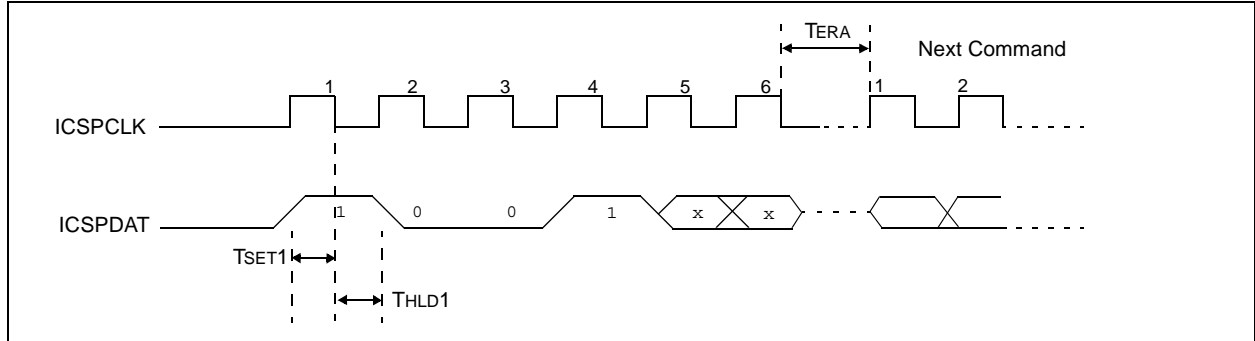 TERA
Next Command
1 2 3 4 5 6 1 2
ICSPCLK
ICSPDAT
1 0 0 1 x x
TSET1
THLD1